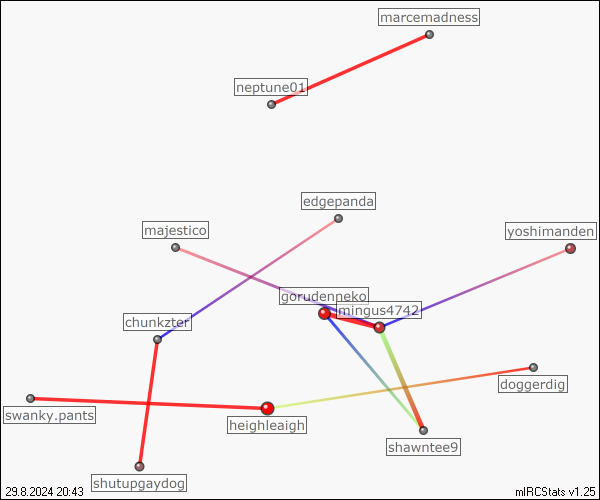 marcemadness
neptune01
edgepanda
majestico
yoshimanden
gorudenneko
mingus4742
chunkzter
doggerdig
swanky.pants
heighleaigh
shawntee9
shutupgaydog
29.8.2024 20:43
mIRCStats v1.25